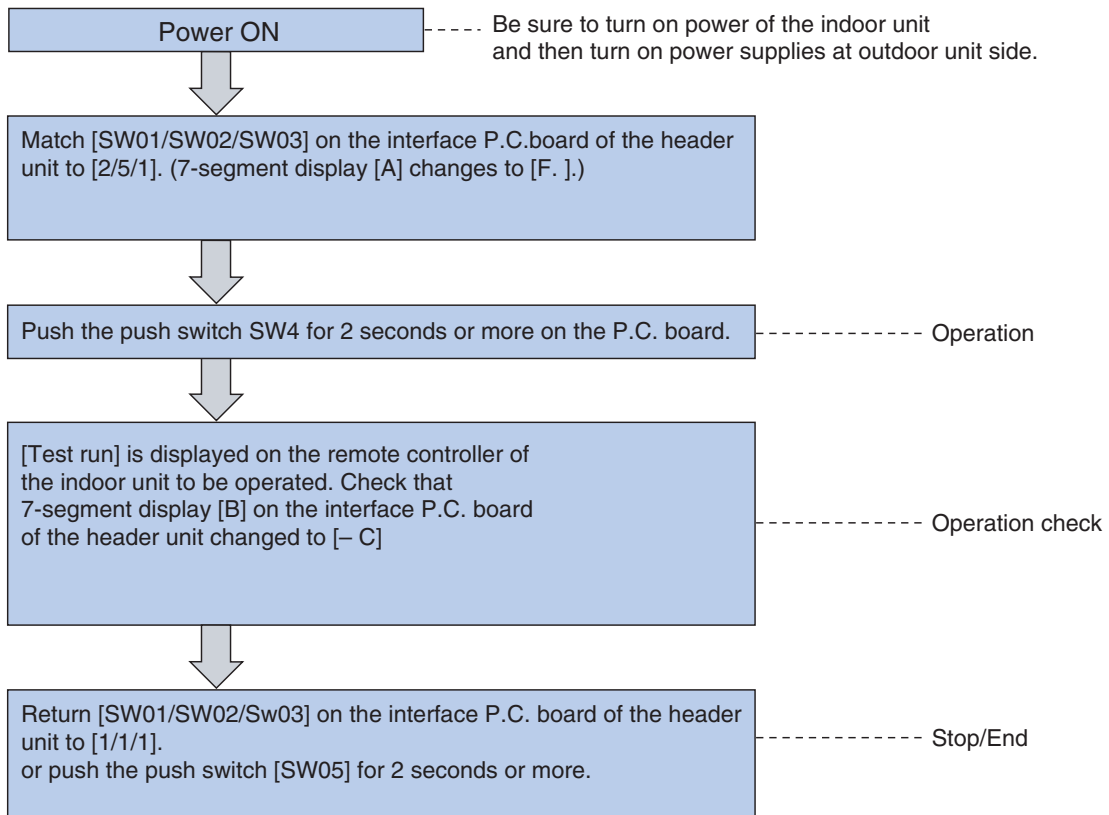 Power ON
Be sure to turn on power of the indoor unit
and then turn on power supplies at outdoor unit side.
Match [SW01/SW02/SW03] on the interface P.C.board of the header
unit to [2/5/1]. (7-segment display [A] changes to [F. ].)
Push the push switch SW4 for 2 seconds or more on the P.C. board.
Operation
[Test run] is displayed on the remote controller of
the indoor unit to be operated. Check that
7-segment display [B] on the interface P.C. board
of the header unit changed to [– C]
Operation check
Return [SW01/SW02/Sw03] on the interface P.C. board of the header
unit to [1/1/1].
or push the push switch [SW05] for 2 seconds or more.
Stop/End